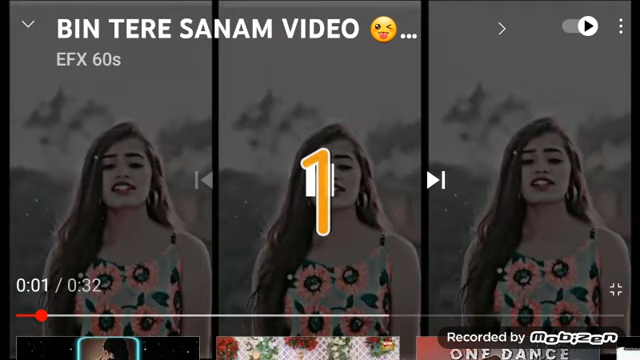 BIN TERE SANAM VIDEO 😜...
EFX 60s
1
0:01 / 0:32
Recorded by mobizen
ONE DANCE